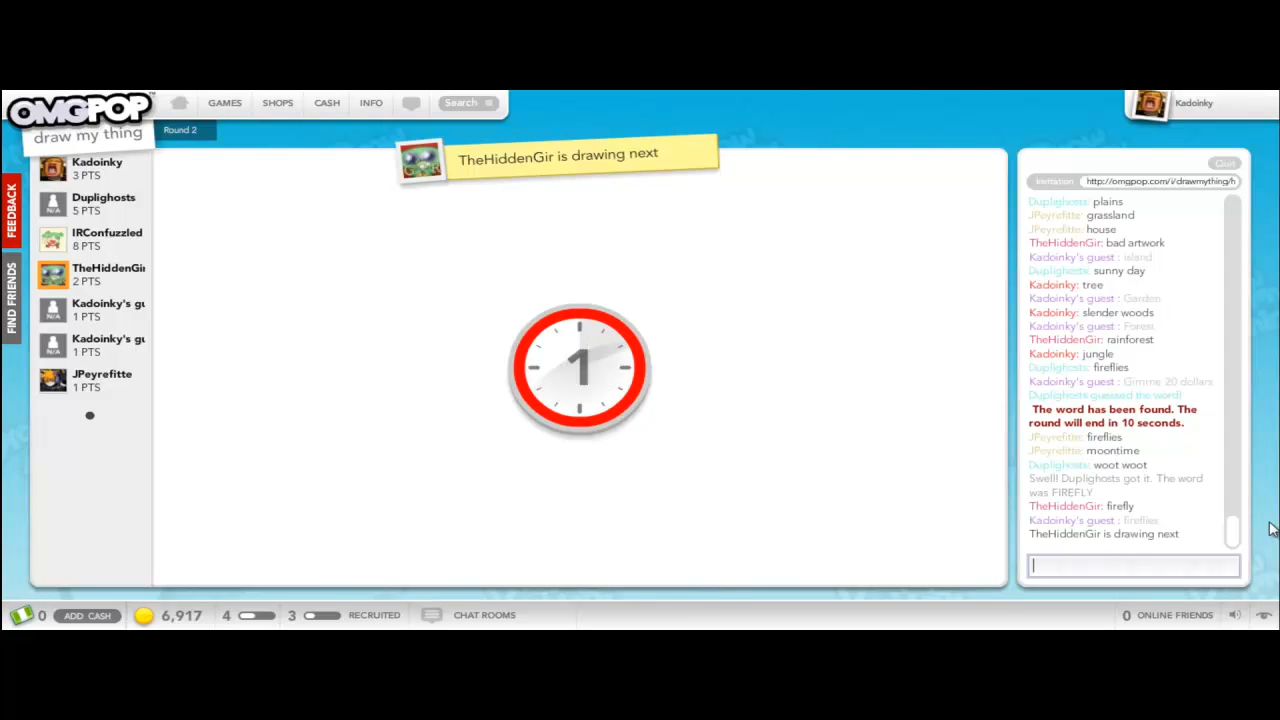 OMGPOP
draw my thing
GAMES
SHOPS
CASH
INFO
Search
Kadoinky
Round 2
FEEDBACK
FIND FRIENDS
Kadoinky
3 PTS
Duplighosts
5 PTS
IRConfuzzled
8 PTS
TheHiddenGir
2 PTS
Kadoinky's gu
1 PTS
Kadoinky's gu
1 PTS
JPeyrefitte
1 PTS
N/A
N/A
N/A
TheHiddenGir is drawing next
1
Quit
Invitation http://omgpop.com/i/drawmything/h
Duplighosts: plains
JPeyrefitte: grassland
JPeyrefitte: house
TheHiddenGir: bad artwork
Kadoinky's guest : island
Duplighosts: sunny day
Kadoinky: tree
Kadoinky's guest : Garden
Kadoinky: slender woods
Kadoinky's guest : Forest
TheHiddenGir: rainforest
Kadoinky: jungle
Duplighosts: fireflies
Kadoinky's guest : Gimme 20 dollars
Duplighosts guessed the word!
The word has been found. The
round will end in 10 seconds.
JPeyrefitte: fireflies
JPeyrefitte: moontime
Duplighosts: woot woot
Swell! Duplighosts got it. The word
was FIREFLY
TheHiddenGir: firefly
Kadoinky's guest : fireflies
TheHiddenGir is drawing next
0 ADD CASH 6,917 4 3 RECRUITED CHAT ROOMS 0 ONLINE FRIENDS